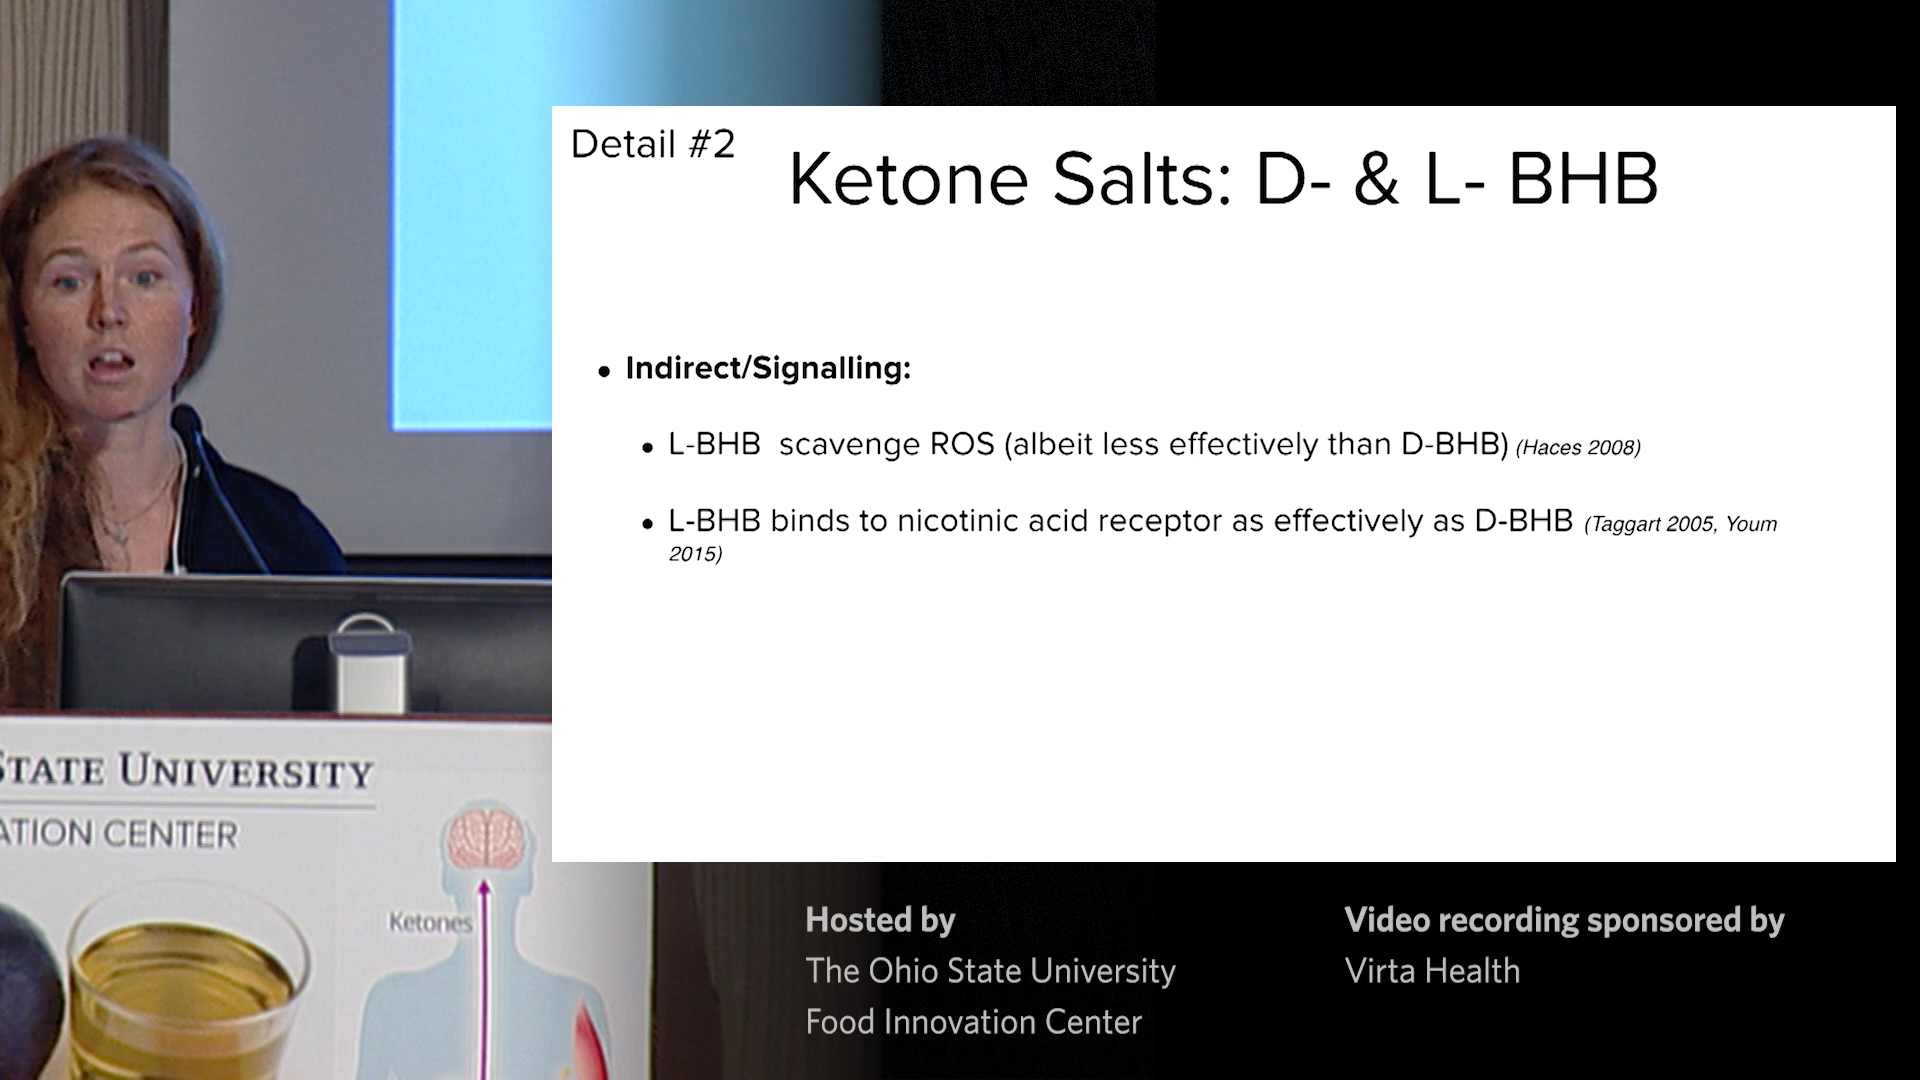 Detail #2
Ketone Salts: D- & L- BHB
• Indirect/Signalling:
• L-BHB scavenge ROS (albeit less effectively than D-BHB) (Haces 2008)
• L-BHB binds to nicotinic acid receptor as effectively as D-BHB (Taggart 2005, Youm
2015)
STATE UNIVERSITY
ATION CENTER
Ketones
Hosted by
The Ohio State University
Food Innovation Center
Video recording sponsored by
Virta Health